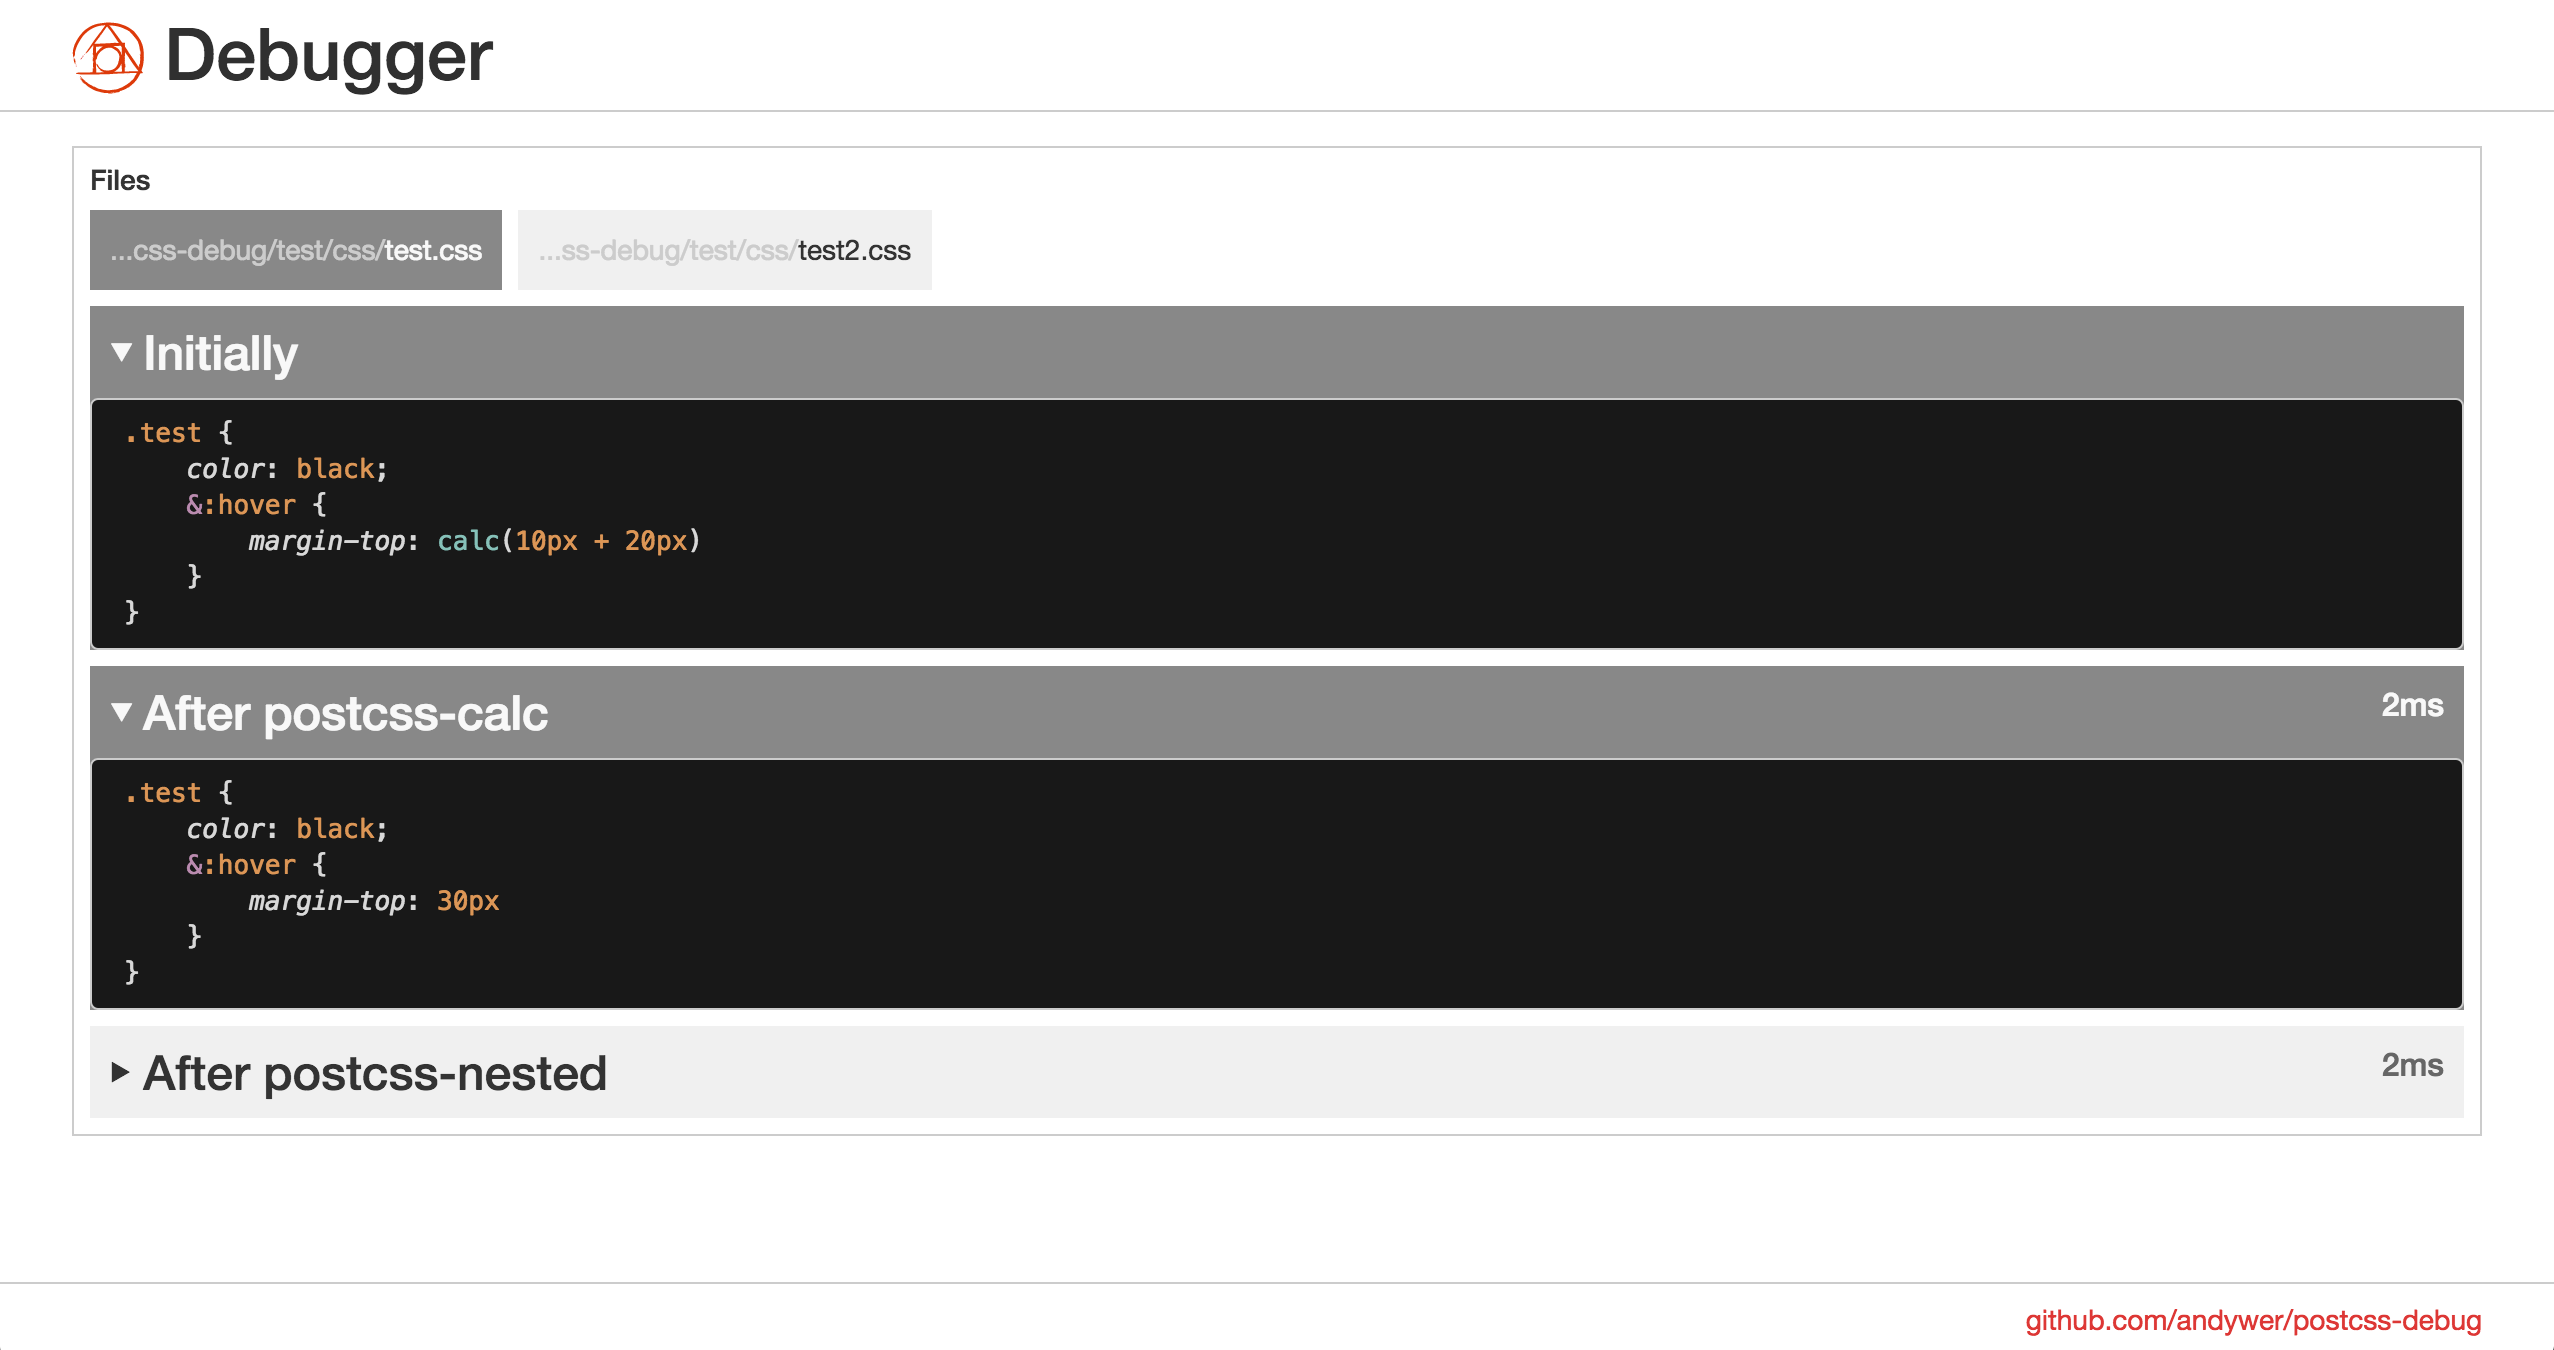 Debugger
Files
...css-debug/test/css/test.css
...ss-debug/test/css/test2.css
▼ Initially
.test {
    color: black;
    &:hover {
        margin-top: calc(10px + 20px)
    }
}
▼ After postcss-calc 2ms
.test {
    color: black;
    &:hover {
        margin-top: 30px
    }
}
▶ After postcss-nested 2ms
github.com/andywer/postcss-debug